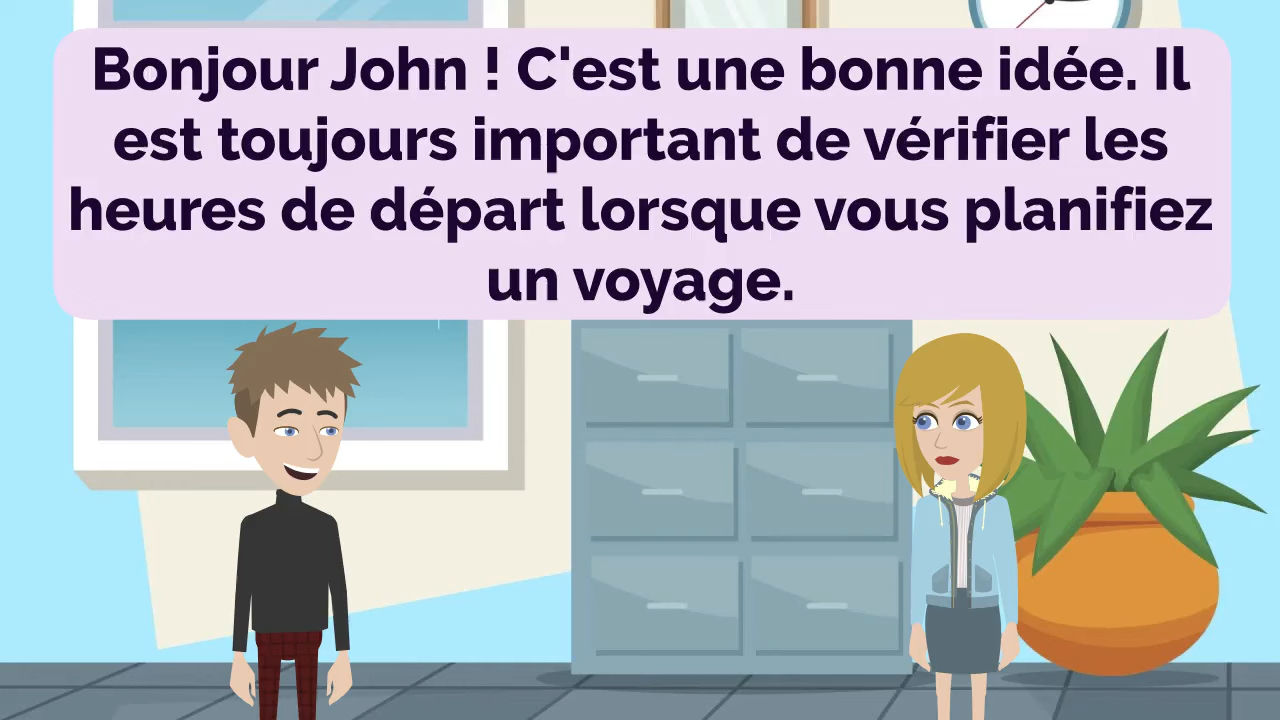 Bonjour John ! C'est une bonne idée. Il
est toujours important de vérifier les
heures de départ lorsque vous planifiez
un voyage.